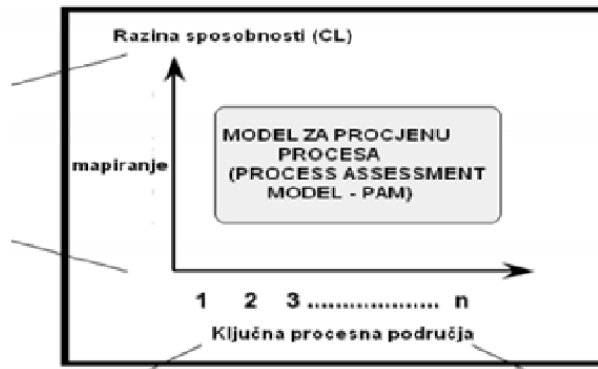 Razina sposobnosti (CL)
MODEL ZA PROCJENU
PROCESA
(PROCESS ASSESSMENT
MODEL - PAM)
mapiranje
1 2 3 ................... n
Ključna procesna područja